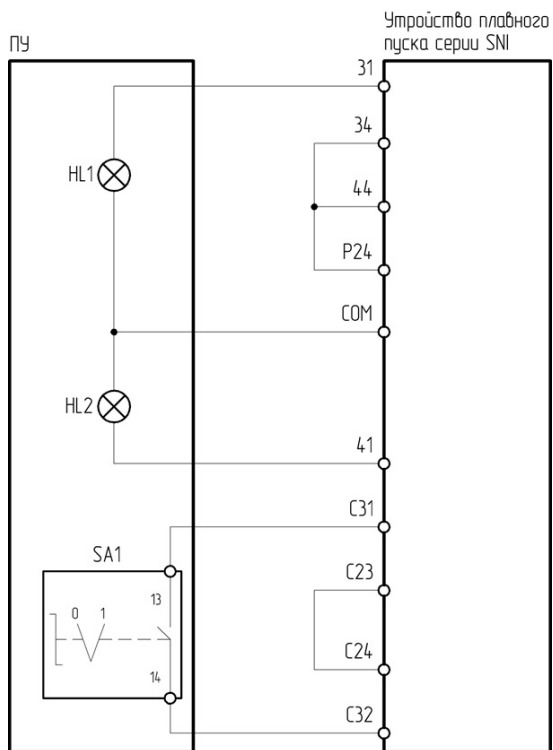 ПУ
Утройство плавного
пуска серии SNI
31
34
HL1
44
P24
COM
HL2
41
C31
SA1
C23
13
0 1
C24
14
C32